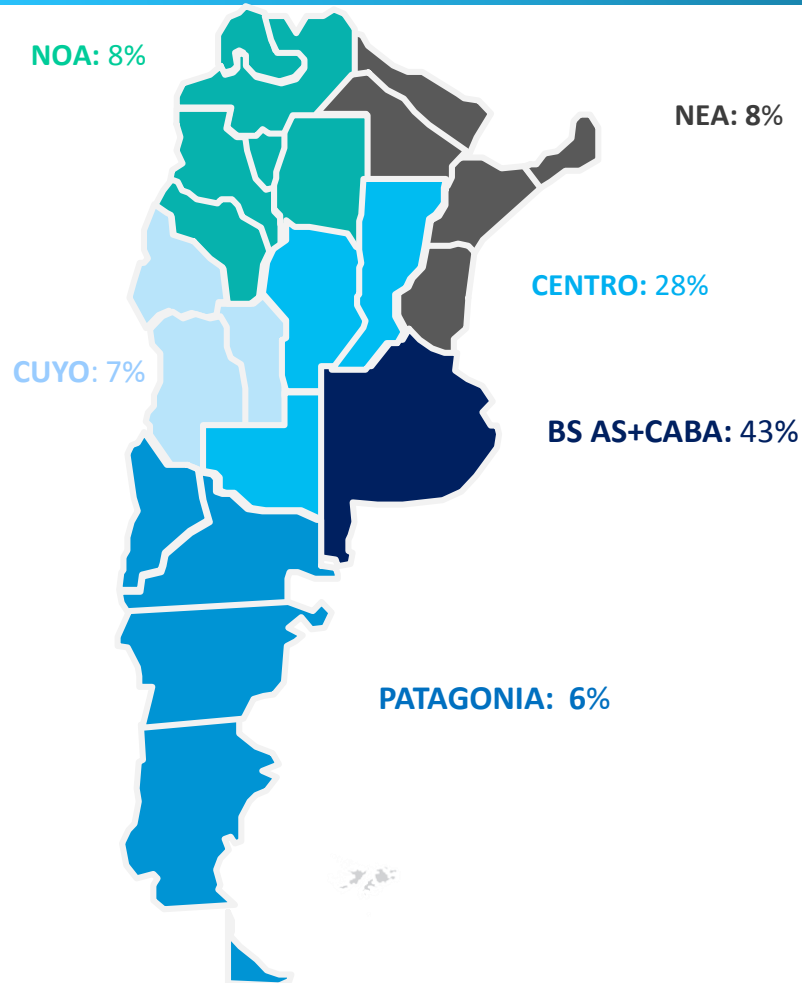 NOA: 8%
NEA: 8%
CENTRO: 28%
CUYO: 7%
BS AS+CABA: 43%
PATAGONIA: 6%